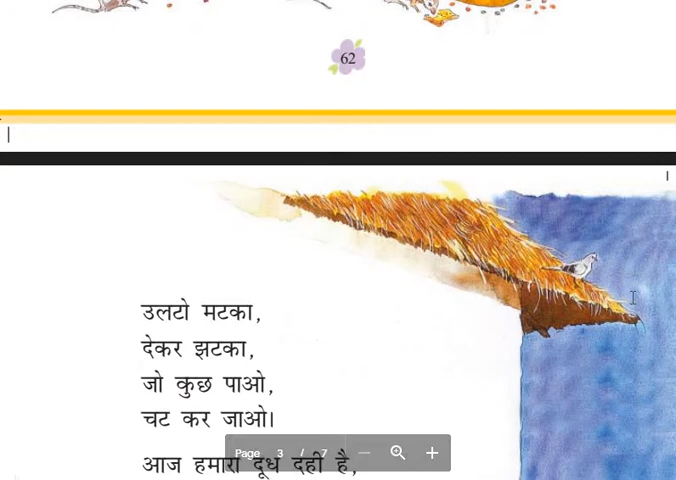 62
उलटो मटका,
देकर झटका,
जो कुछ पाओ,
चट कर जाओ।
आज हमारा दूध दही है,
Page 3 / 7